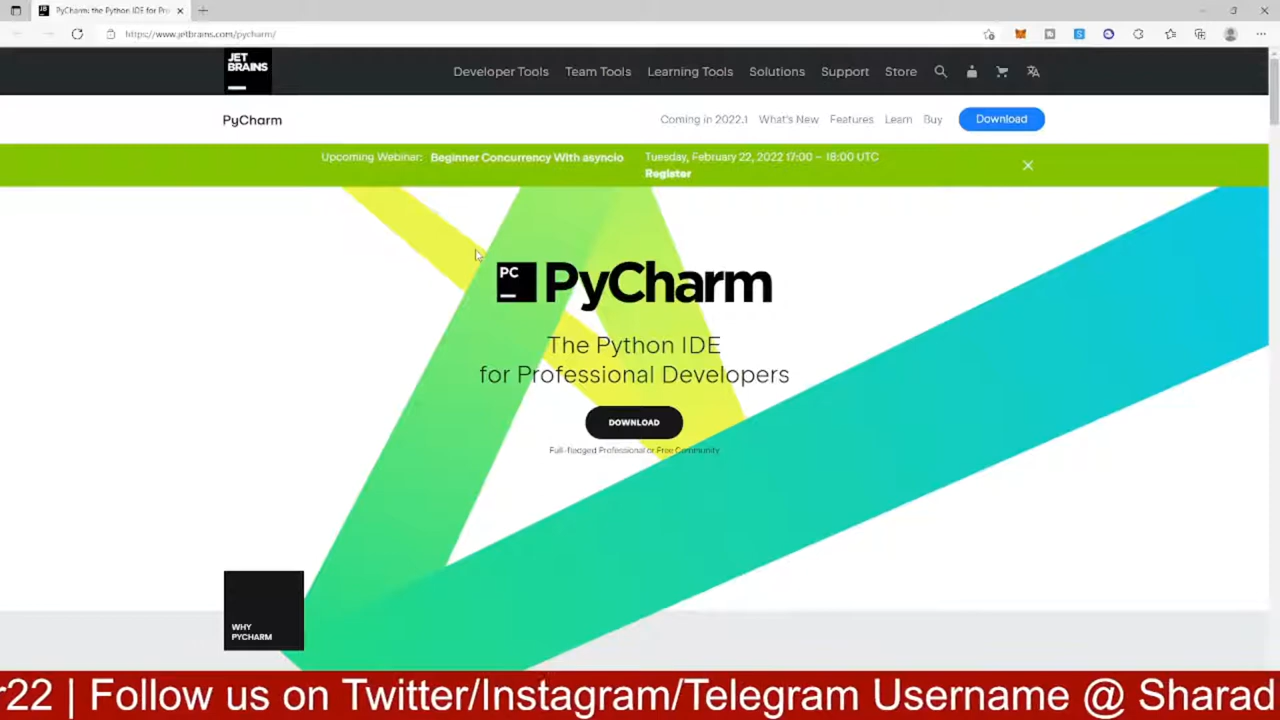 PyCharm: the Python IDE for Pro
https://www.jetbrains.com/pycharm/
JET
BRAINS
Developer Tools Team Tools Learning Tools Solutions Support Store
PyCharm
Coming in 2022.1 What's New Features Learn Buy Download
Upcoming Webinar: Beginner Concurrency With asyncio Tuesday, February 22, 2022 17:00 – 18:00 UTC
Register
PC PyCharm
The Python IDE
for Professional Developers
DOWNLOAD
Full-fledged Professional or Free Community
WHY
PYCHARM
r22 | Follow us on Twitter/Instagram/Telegram Username @ Sharad